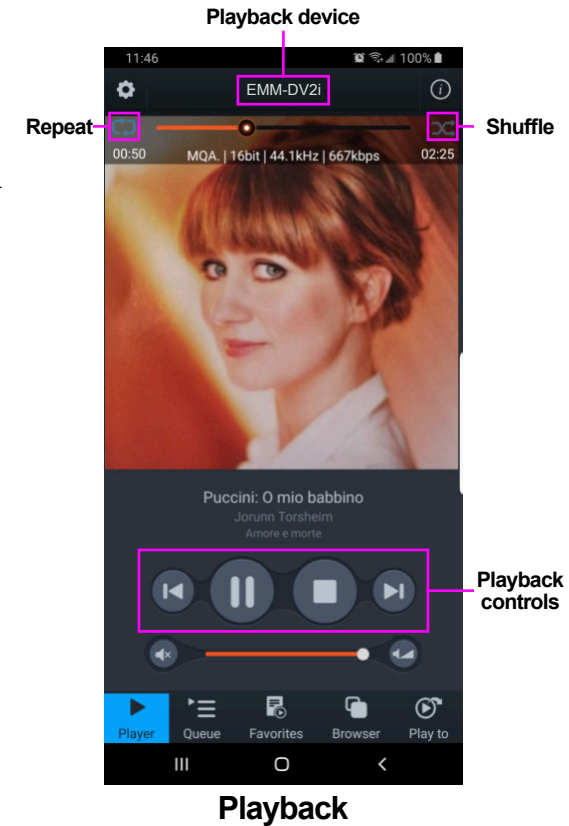 Playback device
11:46 100%
EMM-DV2i
Repeat
Shuffle
00:50 MQA. | 16bit | 44.1kHz | 667kbps 02:25
Puccini: O mio babbino
Jorunn Torsheim
Amore e morte
Playback
controls
Player Queue Favorites Browser Play to
Playback